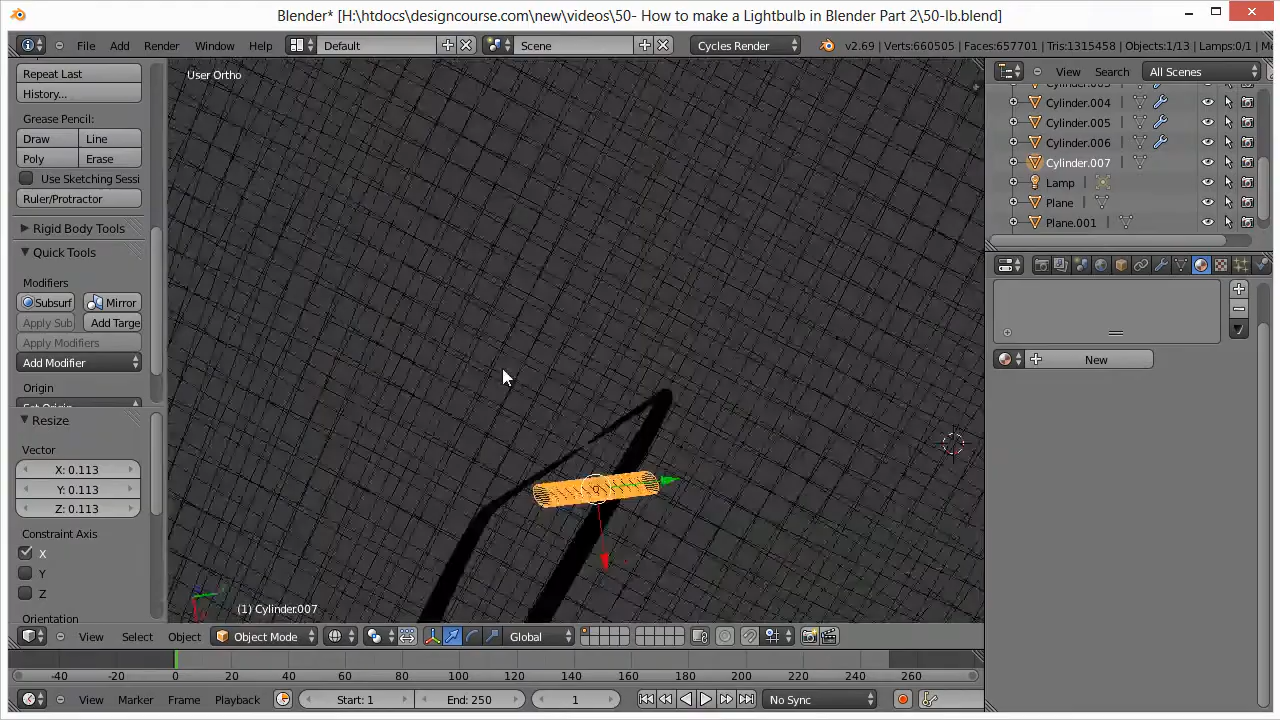 Blender* [H:\htdocs\designcourse.com\new\videos\50- How to make a Lightbulb in Blender Part 2\50-lb.blend]
File Add Render Window Help Default Scene Cycles Render v2.69 | Verts:660505 | Faces:657701 | Tris:1315458 | Objects:1/13 | Lamps:0/1 |
Repeat Last
History...
Grease Pencil:
Draw Line
Poly Erase
Use Sketching Sessi
Ruler/Protractor
Rigid Body Tools
Quick Tools
Modifiers
Subsurf Mirror
Apply Sub Add Targe
Apply Modifiers
Add Modifier
Origin
Resize
Vector
X: 0.113
Y: 0.113
Z: 0.113
Constraint Axis
X
Y
Z
Orientation
User Ortho
(1) Cylinder.007
View Search All Scenes
Cylinder.004
Cylinder.005
Cylinder.006
Cylinder.007
Lamp
Plane
Plane.001
New
View Select Object Object Mode Global
-40 -20 0 20 40 60 80 100 120 140 160 180 200 220 240 260
View Marker Frame Playback Start: 1 End: 250 1 No Sync